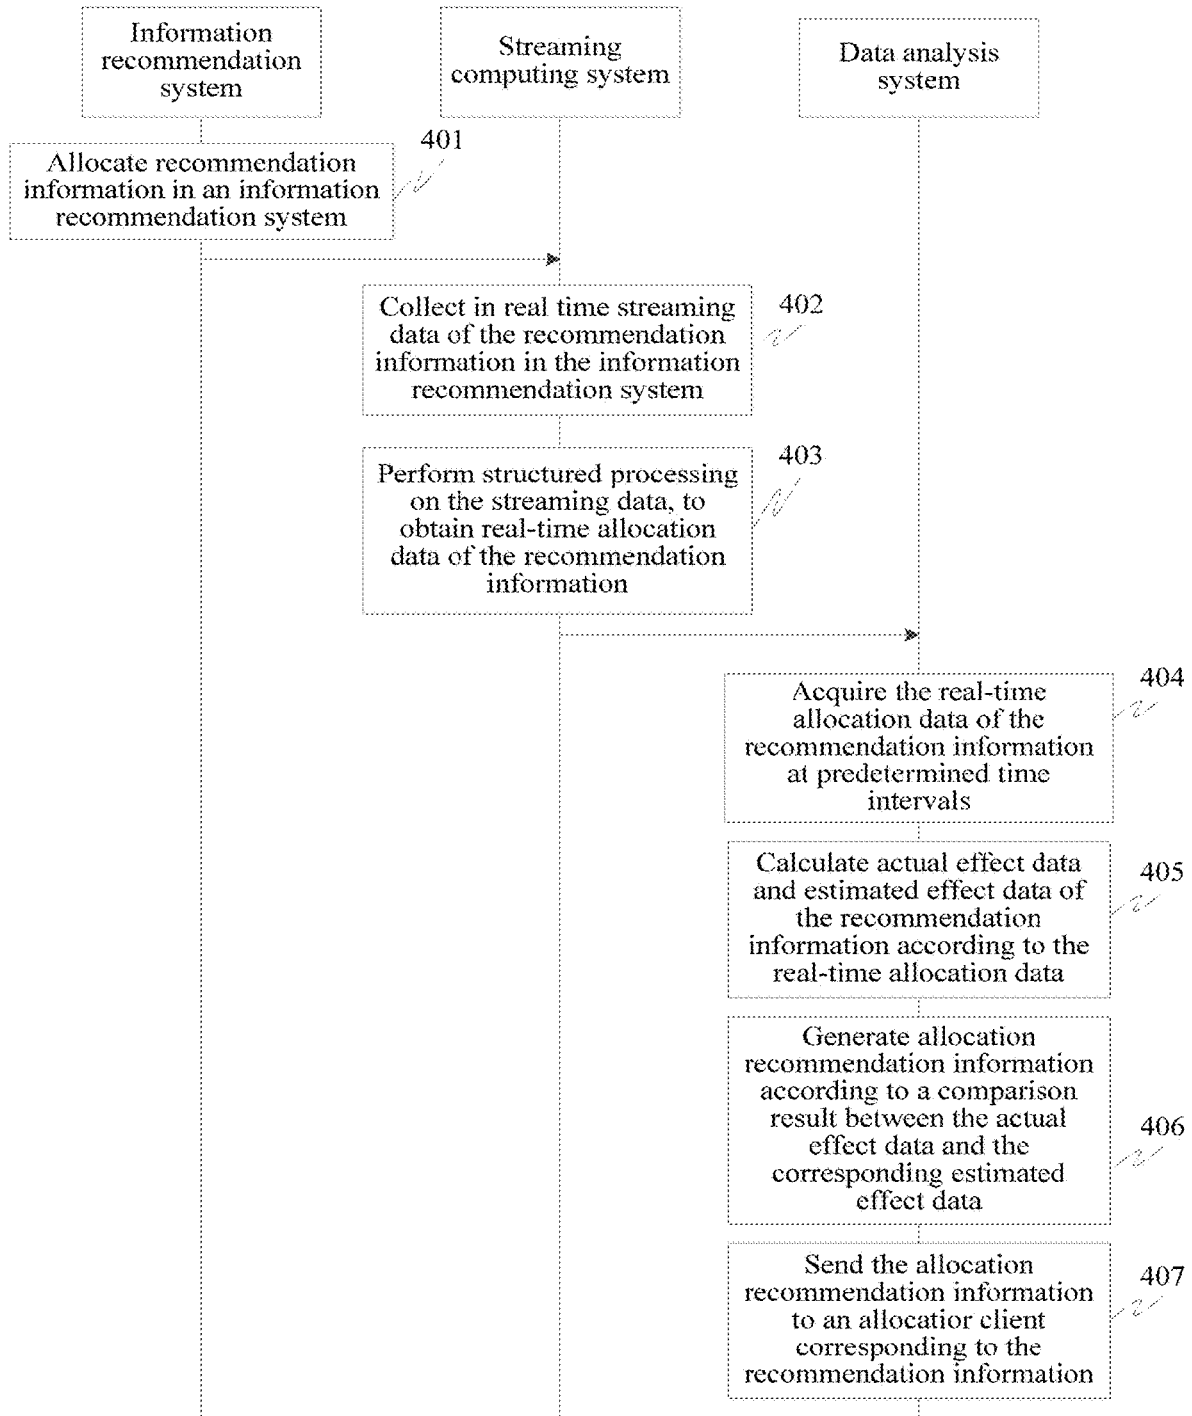 Information
recommendation
system
Streaming
computing system
Data analysis
system
401
Allocate recommendation
information in an information
recommendation system
402
Collect in real time streaming
data of the recommendation
information in the information
recommendation system
403
Perform structured processing
on the streaming data, to
obtain real-time allocation
data of the recommendation
information
404
Acquire the real-time
allocation data of the
recommendation information
at predetermined time
intervals
405
Calculate actual effect data
and estimated effect data of
the recommendation
information according to the
real-time allocation data
Generate allocation
recommendation information
according to a comparison
result between the actual
effect data and the
corresponding estimated
effect data
406
Send the allocation
recommendation information
to an allocatior client
corresponding to the
recommendation information
407